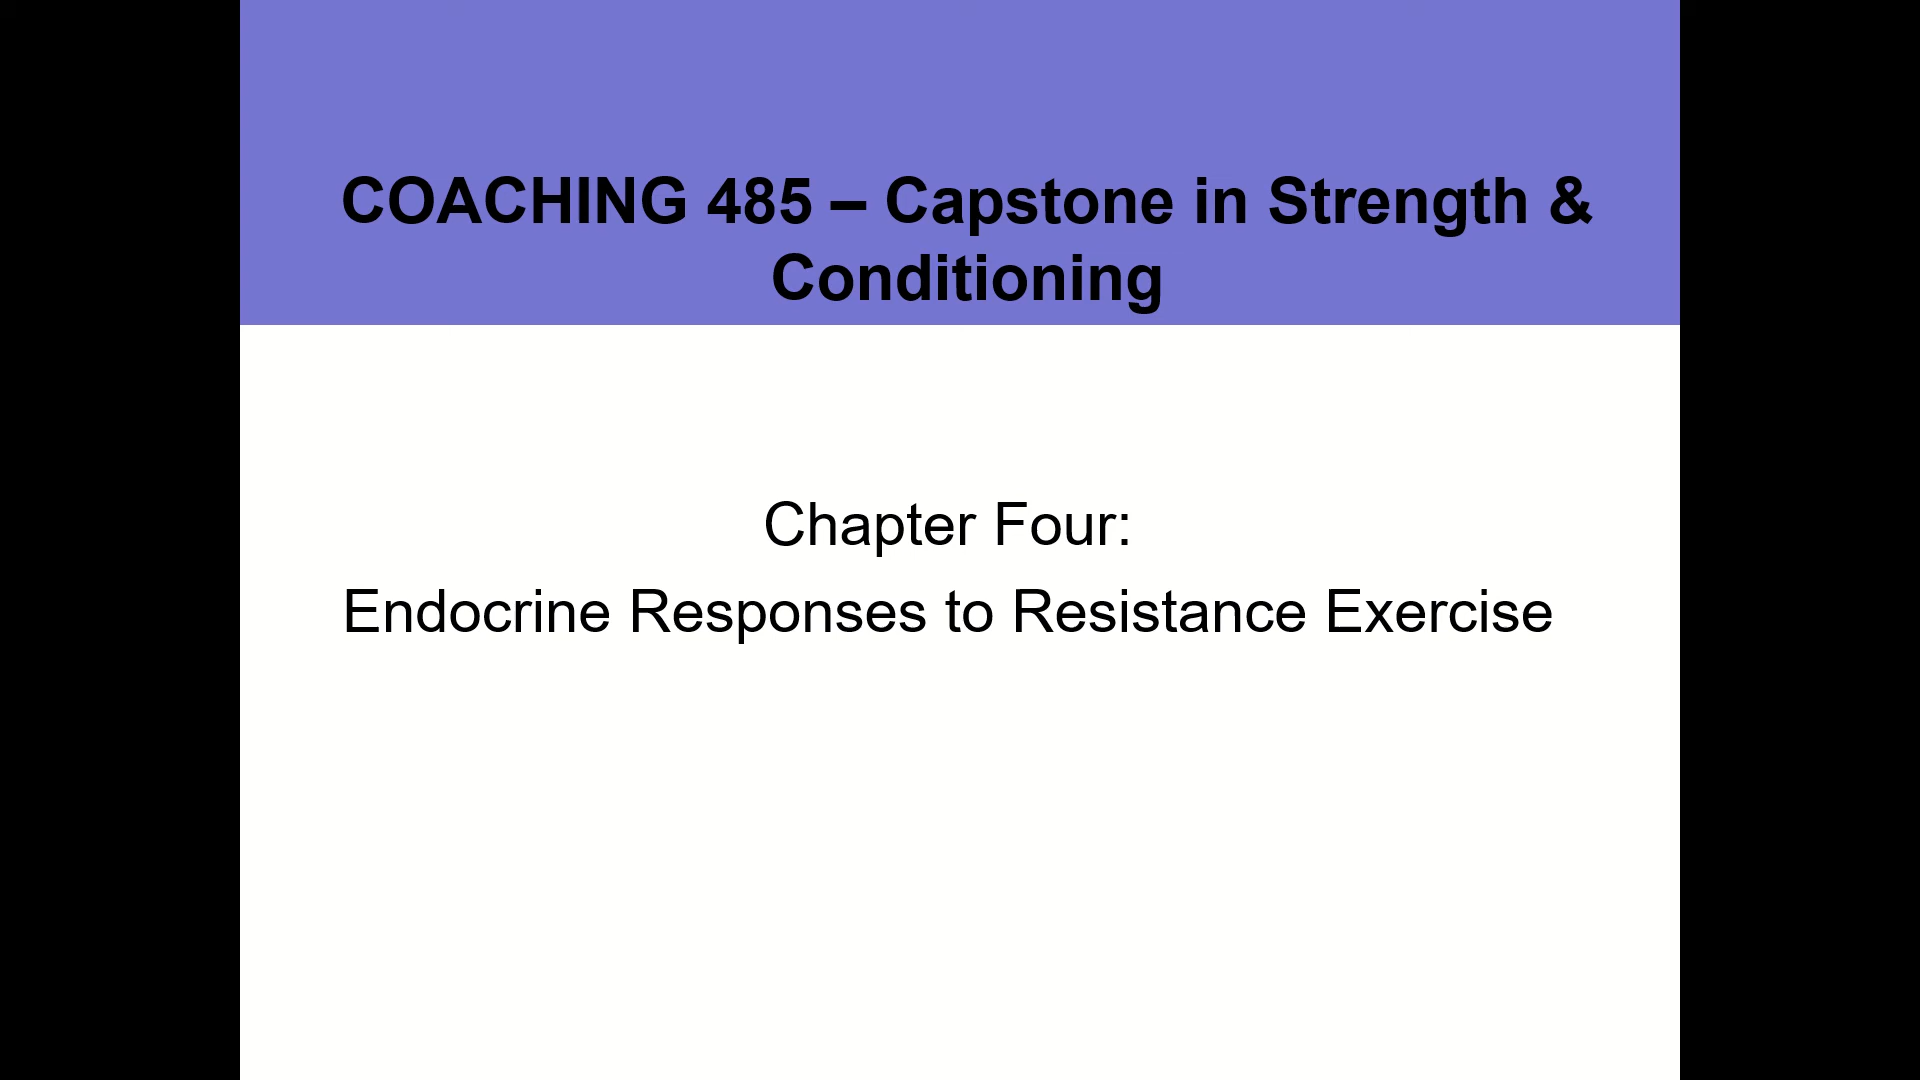 COACHING 485 – Capstone in Strength &
Conditioning
Chapter Four:
Endocrine Responses to Resistance Exercise